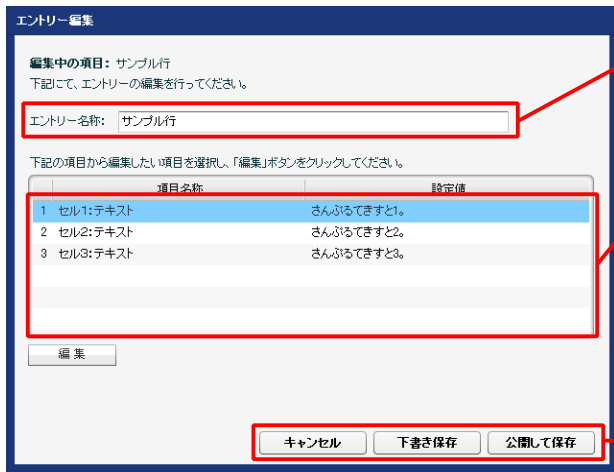 エントリー編集
編集中の項目: サンプル行
下記にて、エントリーの編集を行ってください。
エントリー名称: サンプル行
下記の項目から編集したい項目を選択し、「編集」ボタンをクリックしてください。
項目名称 設定値
1 セル1:テキスト さんぷるてきすと1。
2 セル2:テキスト さんぷるてきすと2。
3 セル3:テキスト さんぷるてきすと3。
編集
キャンセル 下書き保存 公開して保存